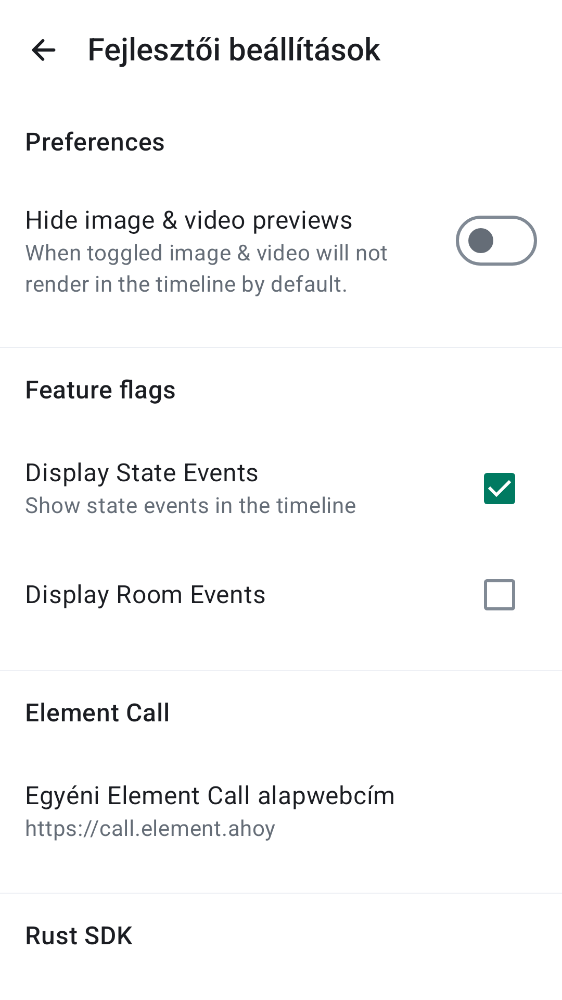 Fejlesztői beállítások
Preferences
Hide image & video previews
When toggled image & video will not
render in the timeline by default.
Feature flags
Display State Events
Show state events in the timeline
Display Room Events
Element Call
Egyéni Element Call alapwebcím
https://call.element.ahoy
Rust SDK